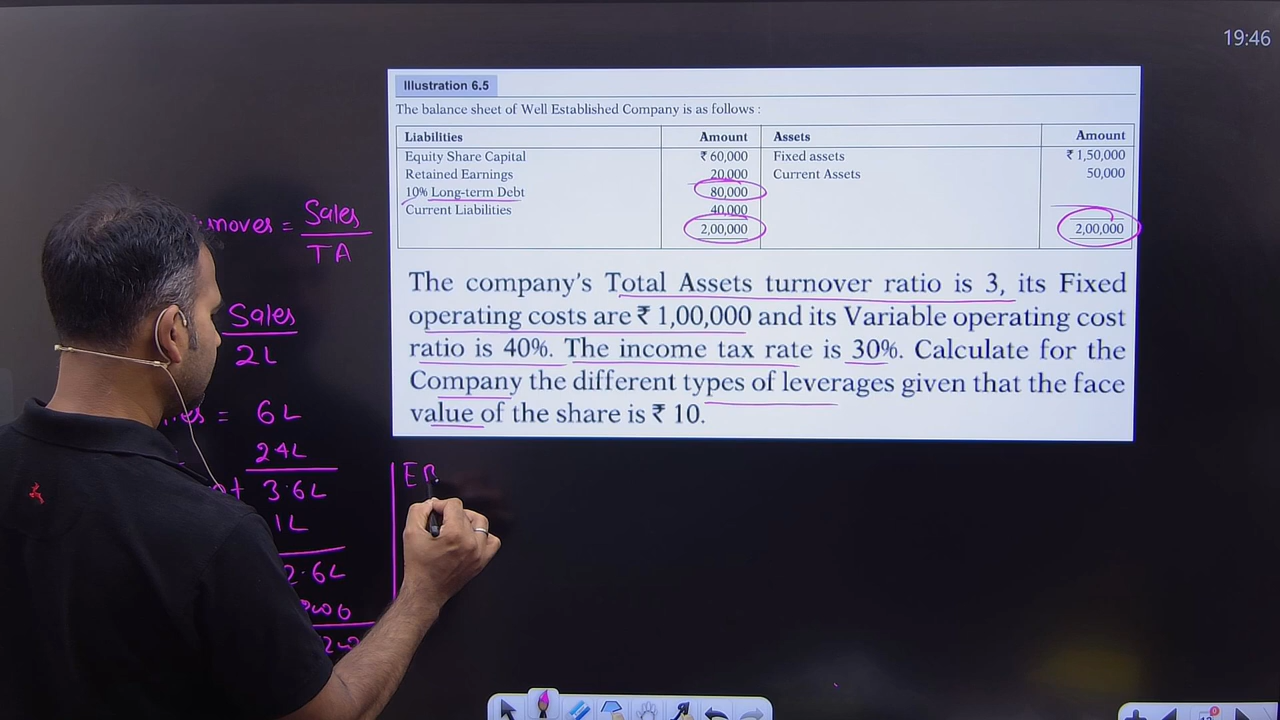 19:46
Illustration 6.5
The balance sheet of Well Established Company is as follows :
Liabilities Amount Assets Amount
Equity Share Capital ₹ 60,000 Fixed assets ₹ 1,50,000
Retained Earnings 20,000 Current Assets 50,000
10% Long-term Debt 80,000
Current Liabilities 40,000
2,00,000 2,00,000
The company's Total Assets turnover ratio is 3, its Fixed
operating costs are ₹ 1,00,000 and its Variable operating cost
ratio is 40%. The income tax rate is 30%. Calculate for the
Company the different types of leverages given that the face
value of the share is ₹ 10.
= Sales
TA
Sales
2L
= 6L
24L
3.6L
1L
2.6L
EB